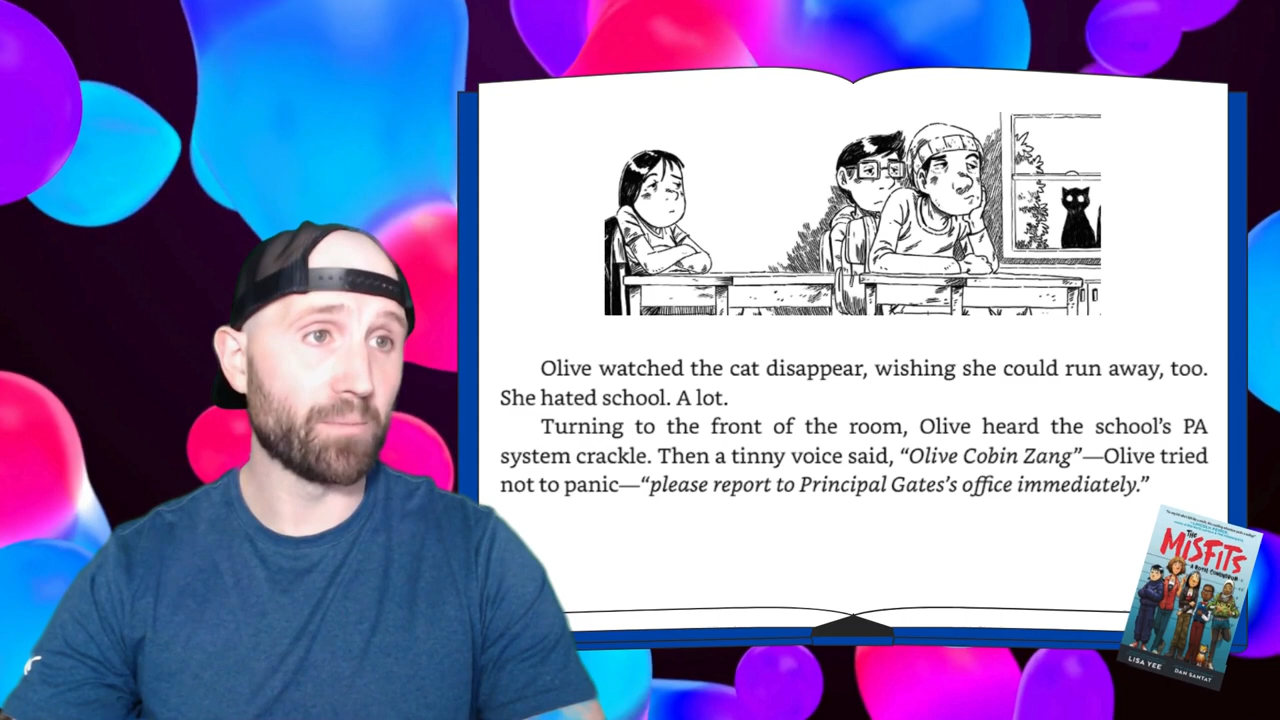 Olive watched the cat disappear, wishing she could run away, too.
She hated school. A lot.
Turning to the front of the room, Olive heard the school’s PA
system crackle. Then a tinny voice said, “Olive Cobin Zang”—Olive tried
not to panic—“please report to Principal Gates’s office immediately.”
THE
MISFITS
A ROYAL CONUNDRUM
LISA YEE
DAN SANTAT